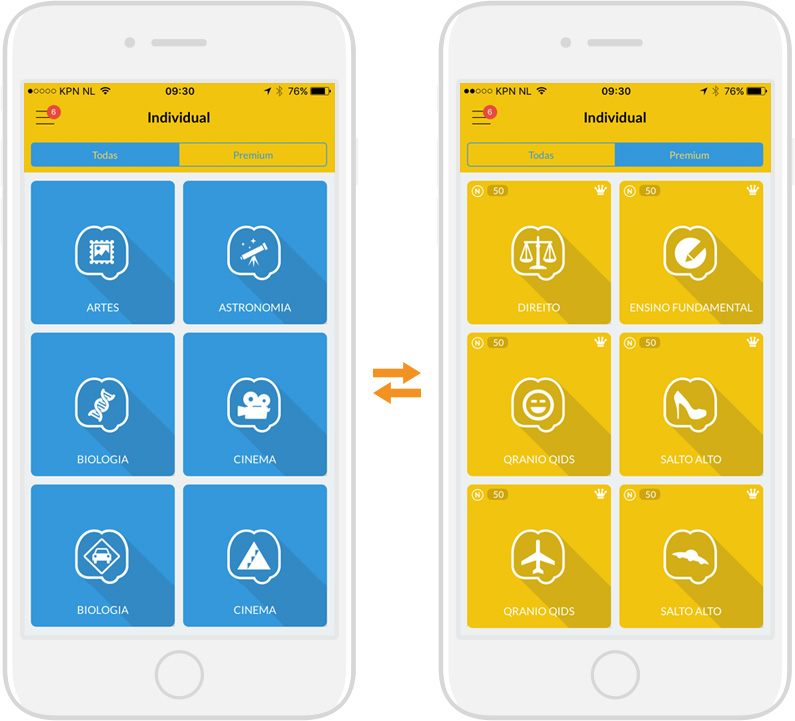 KPN NL 09:30 76%
6
Individual
Todas Premium
ARTES ASTRONOMIA
BIOLOGIA CINEMA
BIOLOGIA CINEMA
KPN NL 09:30 76%
6
Individual
Todas Premium
N 50 N 50
DIREITO ENSINO FUNDAMENTAL
N 50 N 50
QRANIO QIDS SALTO ALTO
N 50 N 50
QRANIO QIDS SALTO ALTO